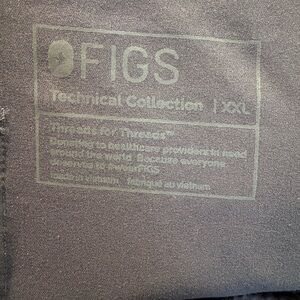 FIGS
Technical Collection | XXL
Threads for Threads™
Donating to healthcare providers in need
around the world. Because everyone
to #wearFIGS
made in vietnam fabriqué au vietnam